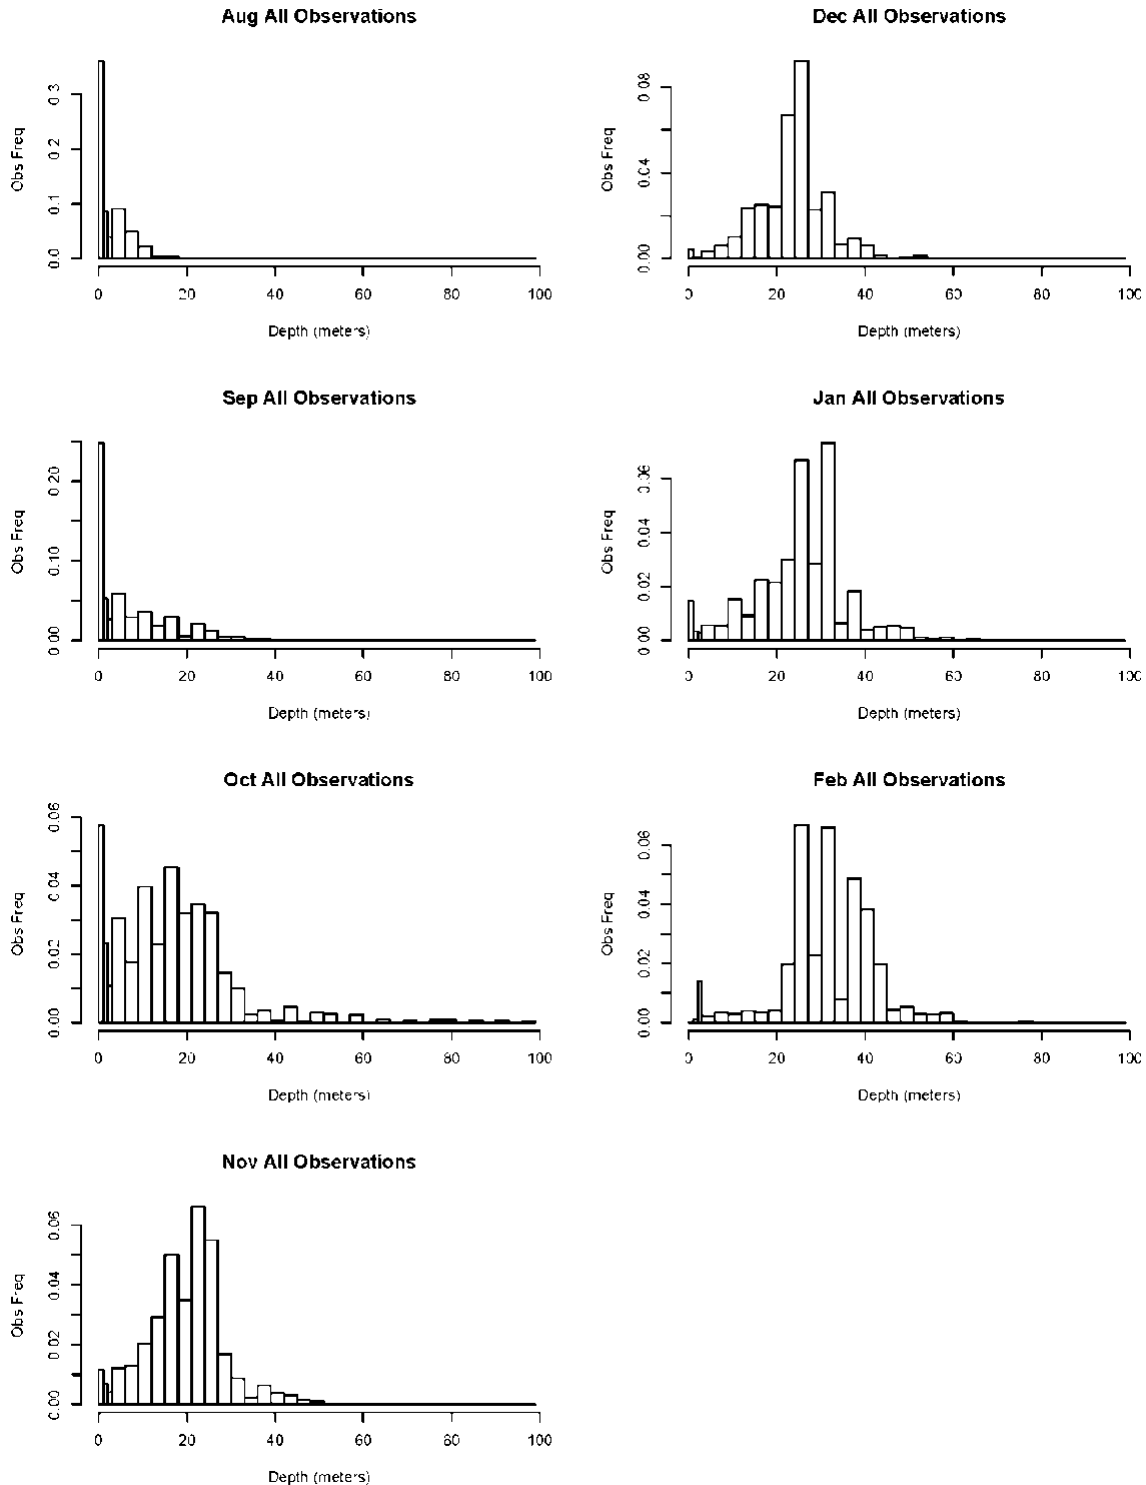 Aug All Observations
Obs Freq
0.0 0.1 0.2 0.3
0 20 40 60 80 100
Depth (meters)
Dec All Observations
Obs Freq
0.00 0.04 0.08
0 20 40 60 80 100
Depth (meters)
Sep All Observations
Obs Freq
0.00 0.10 0.20
0 20 40 60 80 100
Depth (meters)
Jan All Observations
Obs Freq
0.00 0.02 0.04 0.06
0 20 40 60 80 100
Depth (meters)
Oct All Observations
Obs Freq
0.00 0.02 0.04 0.06
0 20 40 60 80 100
Depth (meters)
Feb All Observations
Obs Freq
0.00 0.02 0.04 0.06
0 20 40 60 80 100
Depth (meters)
Nov All Observations
Obs Freq
0.00 0.02 0.04 0.06
0 20 40 60 80 100
Depth (meters)